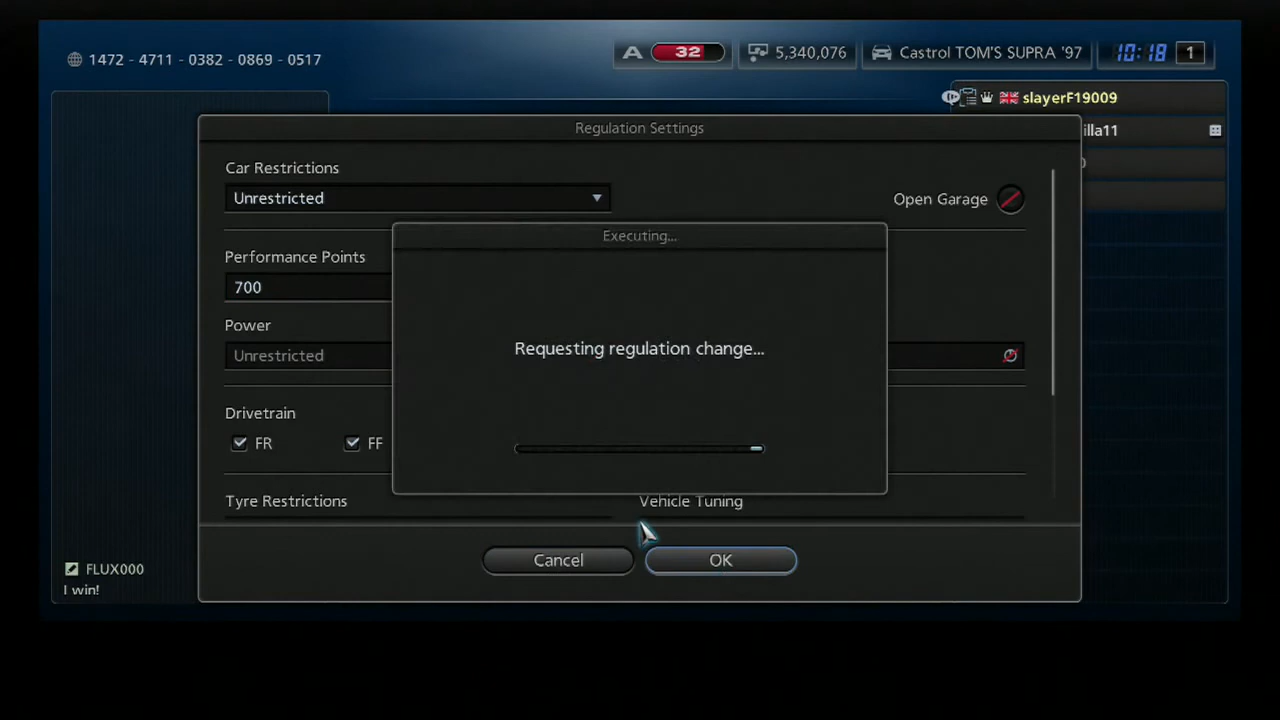 1472 - 4711 - 0382 - 0869 - 0517
A 32
5,340,076
Castrol TOM'S SUPRA '97
10:18 1
slayerF19009
illa11
Regulation Settings
Car Restrictions
Unrestricted
Open Garage
Executing...
Performance Points
700
Requesting regulation change...
Power
Unrestricted
Drivetrain
FR FF
Tyre Restrictions
Vehicle Tuning
Cancel
OK
FLUX000
I win!